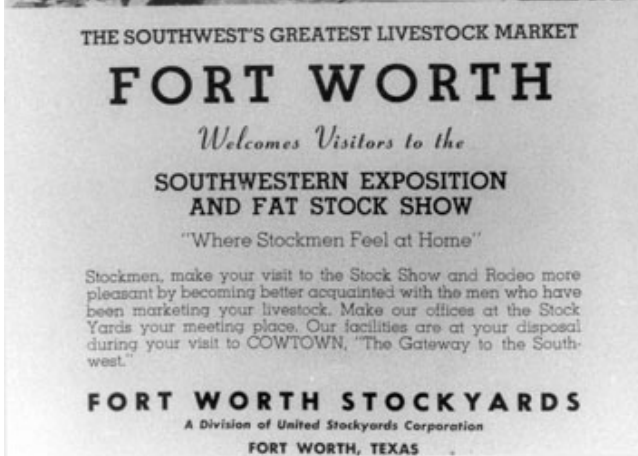 THE SOUTHWEST'S GREATEST LIVESTOCK MARKET
FORT WORTH
Welcomes Visitors to the
SOUTHWESTERN EXPOSITION
AND FAT STOCK SHOW
"Where Stockmen Feel at Home"
Stockmen, make your visit to the Stock Show and Rodeo more
pleasant by becoming better acquainted with the men who have
been marketing your livestock. Make our offices at the Stock
Yards your meeting place. Our facilities are at your disposal
during your visit to COWTOWN, "The Gateway to the South-
west."
FORT WORTH STOCKYARDS
A Division of United Stockyards Corporation
FORT WORTH, TEXAS